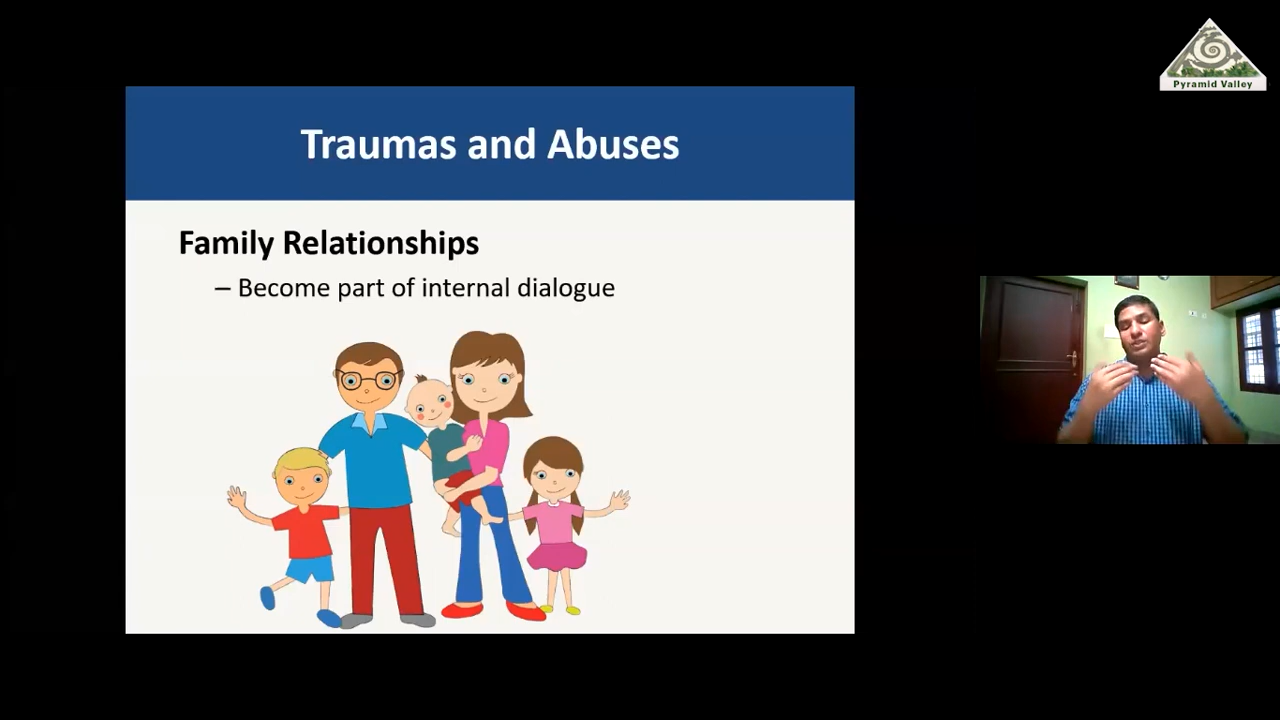 Pyramid Valley
Traumas and Abuses
Family Relationships
– Become part of internal dialogue